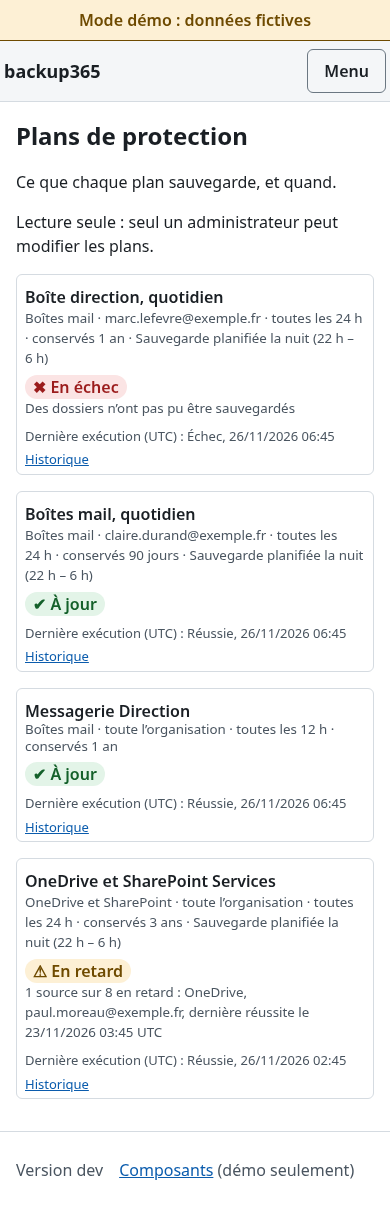 Mode démo : données fictives
backup365
Menu
Plans de protection
Ce que chaque plan sauvegarde, et quand.
Lecture seule : seul un administrateur peut
modifier les plans.
Boîte direction, quotidien
Boîtes mail · marc.lefevre@exemple.fr · toutes les 24 h
· conservés 1 an · Sauvegarde planifiée la nuit (22 h –
6 h)
✖ En échec
Des dossiers n’ont pas pu être sauvegardés
Dernière exécution (UTC) : Échec, 26/11/2026 06:45
Historique
Boîtes mail, quotidien
Boîtes mail · claire.durand@exemple.fr · toutes les
24 h · conservés 90 jours · Sauvegarde planifiée la nuit
(22 h – 6 h)
✔ À jour
Dernière exécution (UTC) : Réussie, 26/11/2026 06:45
Historique
Messagerie Direction
Boîtes mail · toute l’organisation · toutes les 12 h ·
conservés 1 an
✔ À jour
Dernière exécution (UTC) : Réussie, 26/11/2026 06:45
Historique
OneDrive et SharePoint Services
OneDrive et SharePoint · toute l’organisation · toutes
les 24 h · conservés 3 ans · Sauvegarde planifiée la
nuit (22 h – 6 h)
⚠ En retard
1 source sur 8 en retard : OneDrive,
paul.moreau@exemple.fr, dernière réussite le
23/11/2026 03:45 UTC
Dernière exécution (UTC) : Réussie, 26/11/2026 02:45
Historique
Version dev Composants (démo seulement)